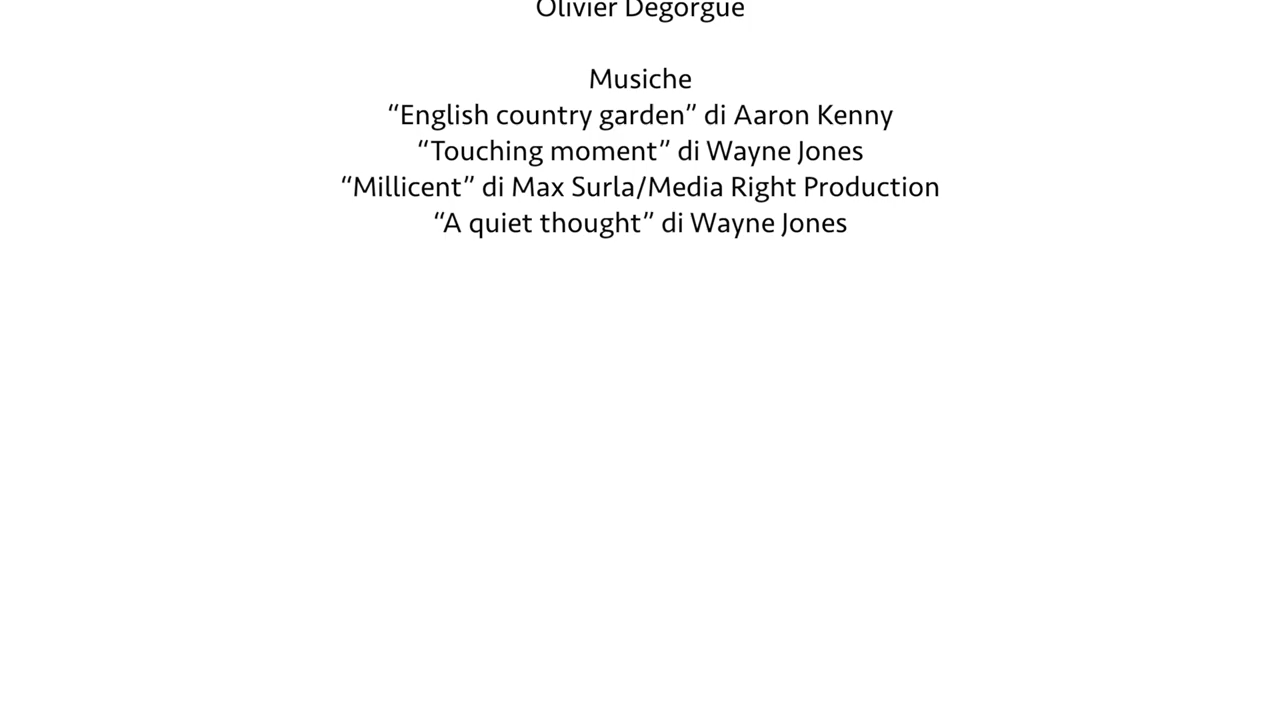 Olivier Degorgue
Musiche
“English country garden” di Aaron Kenny
“Touching moment” di Wayne Jones
“Millicent” di Max Surla/Media Right Production
“A quiet thought” di Wayne Jones